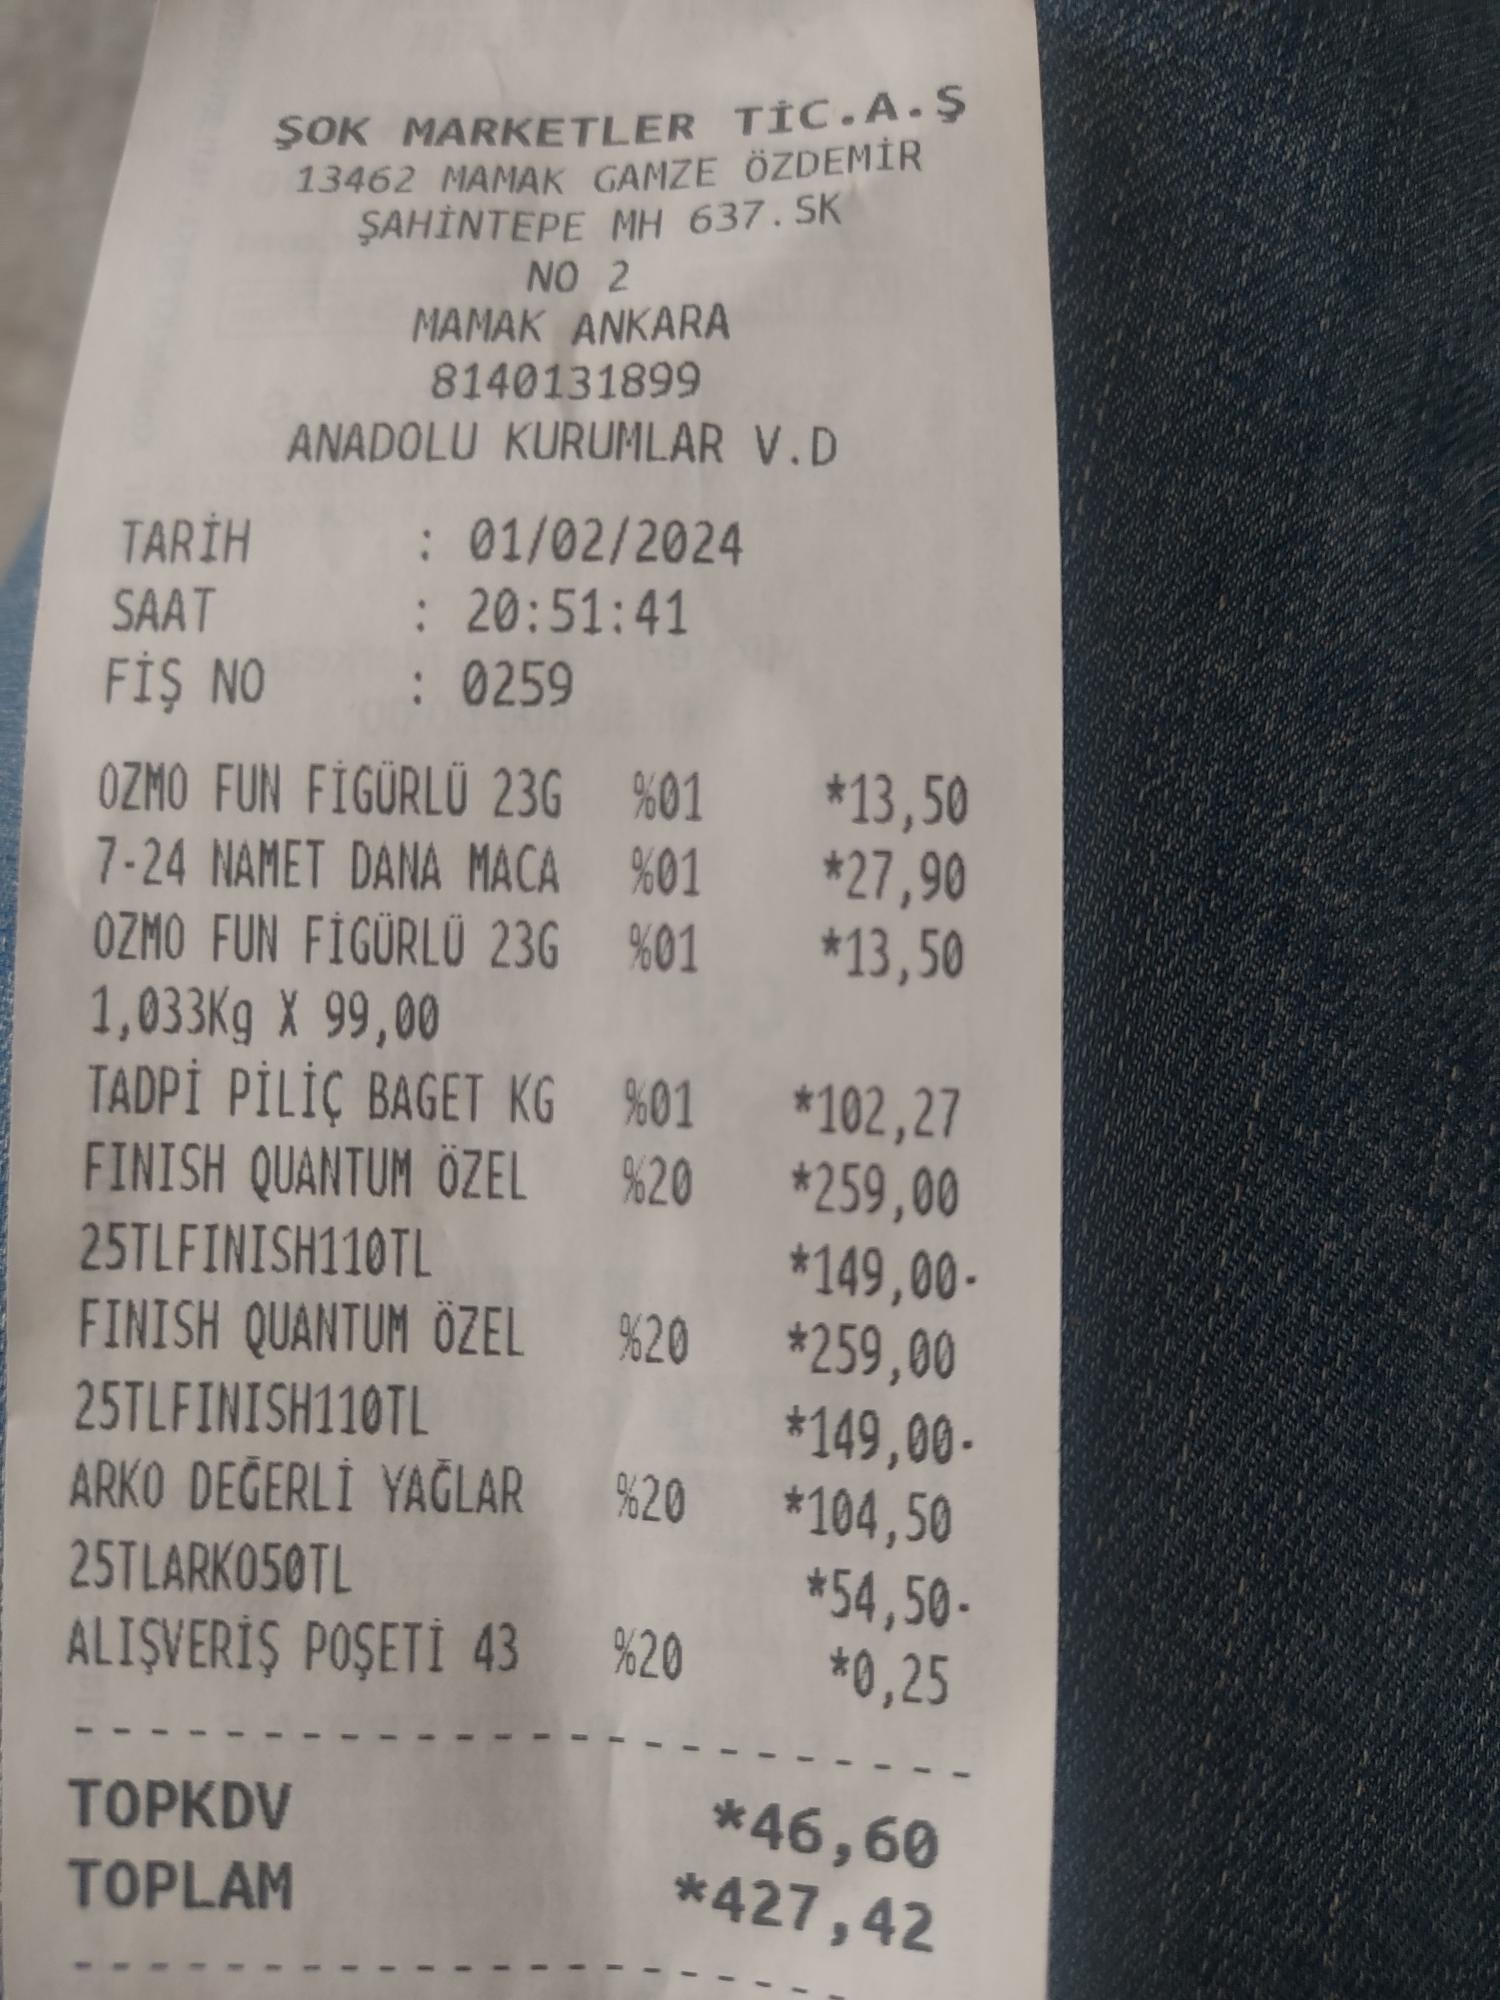 ŞOK MARKETLER TİC.A.Ş
13462 MAMAK GAMZE ÖZDEMİR
ŞAHİNTEPE MH 637.SK
NO 2
MAMAK ANKARA
8140131899
ANADOLU KURUMLAR V.D
TARİH : 01/02/2024
SAAT : 20:51:41
FİŞ NO : 0259
OZMO FUN FİGÜRLÜ 23G %01 *13,50
7-24 NAMET DANA MACA %01 *27,90
OZMO FUN FİGÜRLÜ 23G %01 *13,50
1,033Kg X 99,00
TADPİ PİLİÇ BAGET KG %01 *102,27
FINISH QUANTUM ÖZEL %20 *259,00
25TLFINISH110TL *149,00-
FINISH QUANTUM ÖZEL %20 *259,00
25TLFINISH110TL *149,00-
ARKO DEĞERLİ YAĞLAR %20 *104,50
25TLARKO50TL *54,50-
ALIŞVERİŞ POŞETİ 43 %20 *0,25
TOPKDV *46,60
TOPLAM *427,42